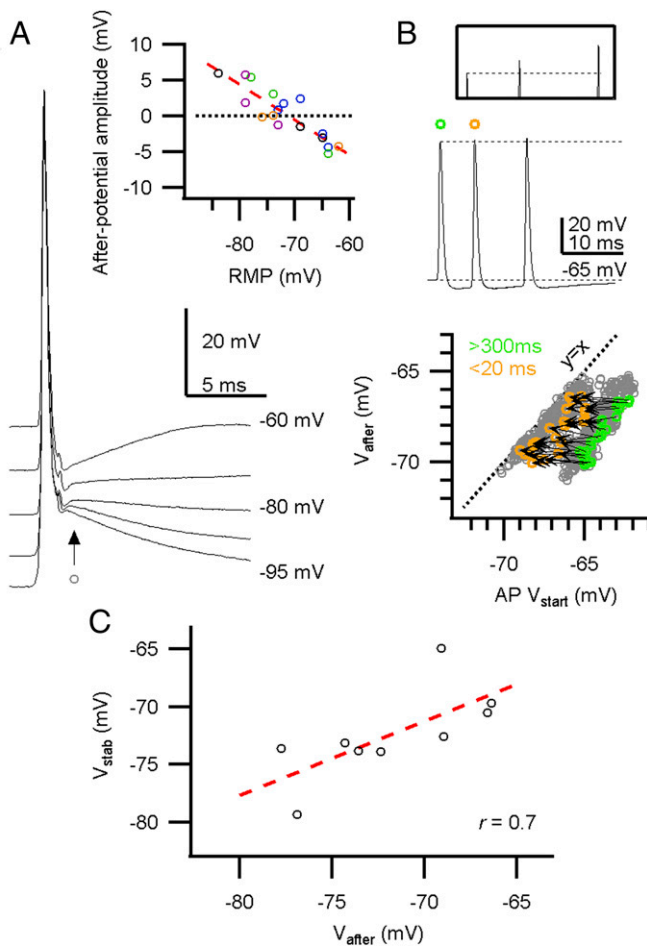 A
After-potential amplitude (mV)
10
5
0
-5
-10
-80
-70
-60
RMP (mV)
20 mV
5 ms
-60 mV
-80 mV
-95 mV
B
20 mV
10 ms
-65 mV
>300ms
<20 ms
y=x
Vafter (mV)
-65
-70
-70
-65
AP Vstart (mV)
C
Vstab (mV)
-65
-70
-75
-80
r = 0.7
-80
-75
-70
-65
Vafter (mV)